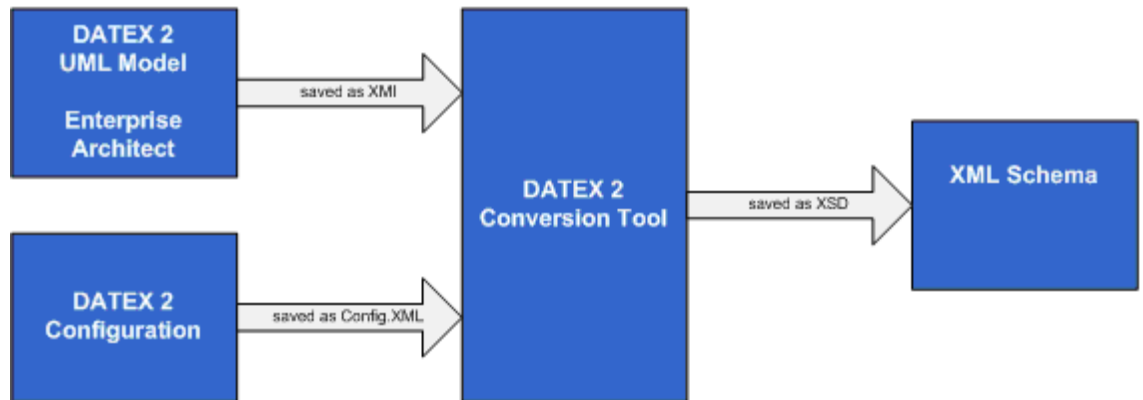 DATEX 2
UML Model
Enterprise
Architect
saved as XMI
DATEX 2
Configuration
saved as Config.XML
DATEX 2
Conversion Tool
saved as XSD
XML Schema